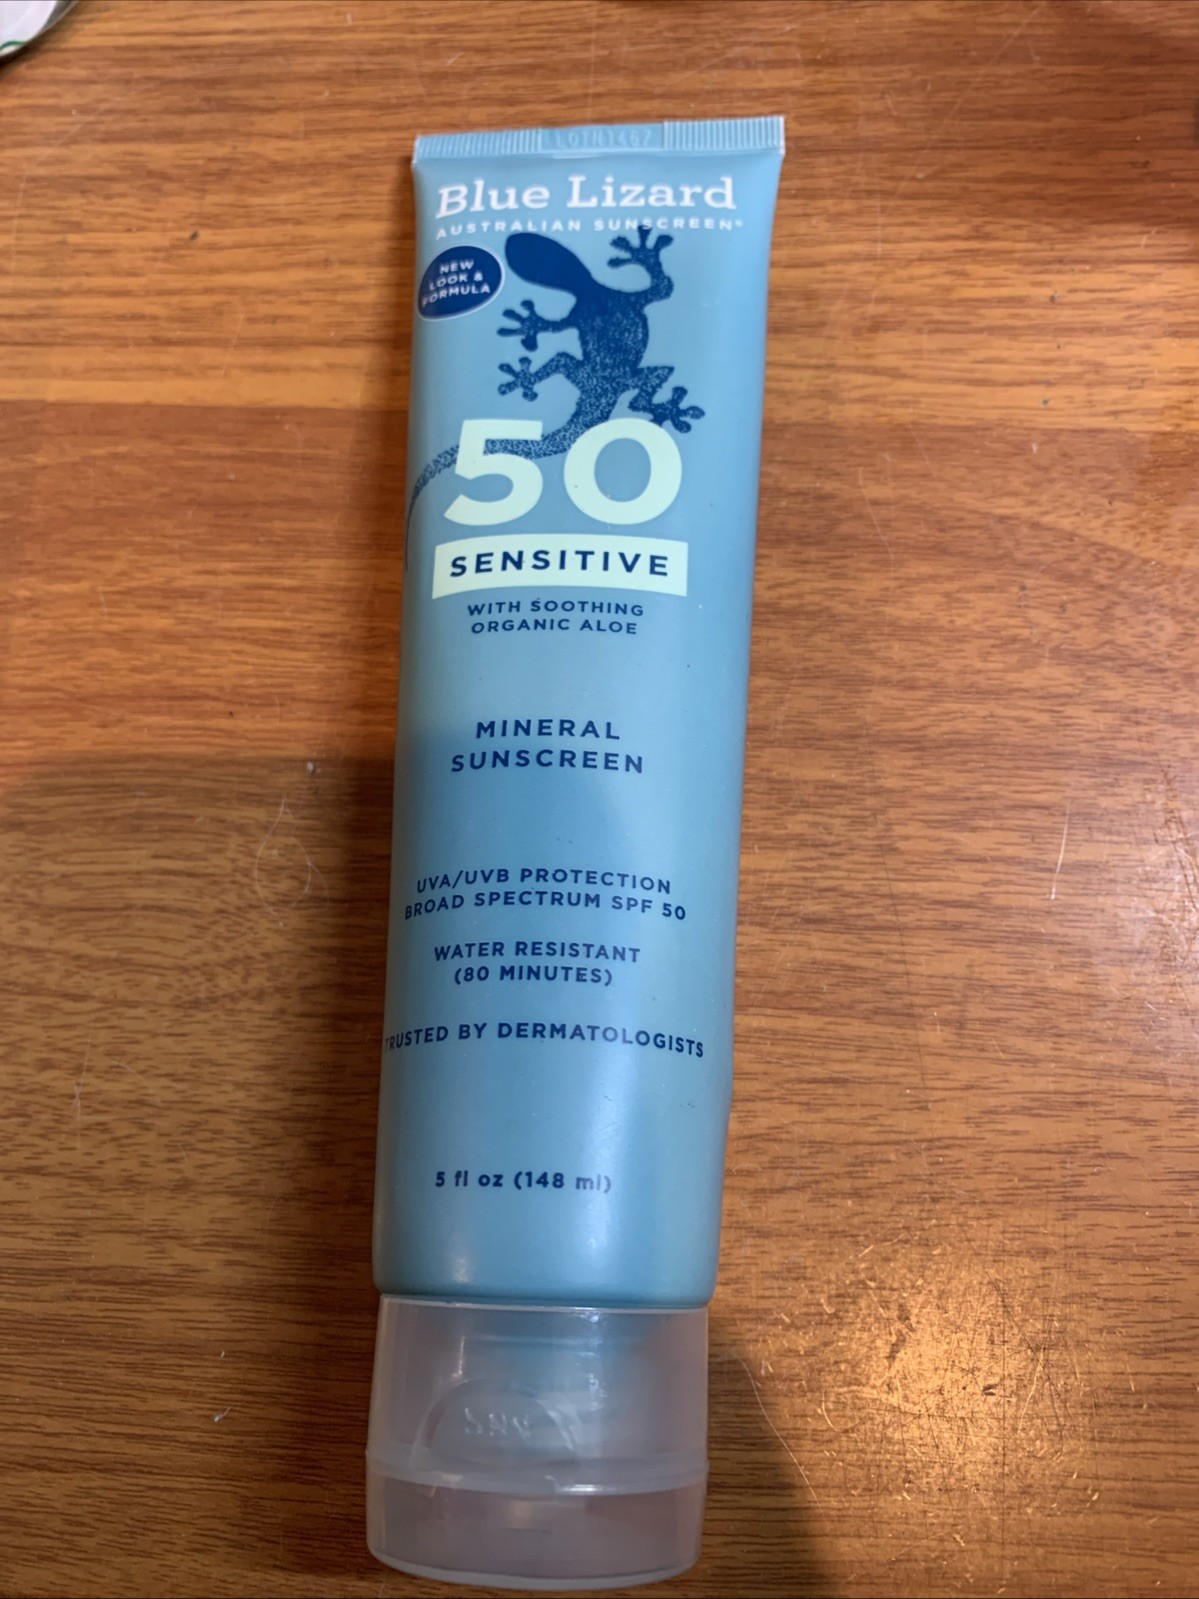 Blue Lizard
AUSTRALIAN SUNSCREEN®
NEW
LOOK &
FORMULA
50
SENSITIVE
WITH SOOTHING
ORGANIC ALOE
MINERAL
SUNSCREEN
UVA/UVB PROTECTION
BROAD SPECTRUM SPF 50
WATER RESISTANT
(80 MINUTES)
TRUSTED BY DERMATOLOGISTS
5 fl oz (148 ml)